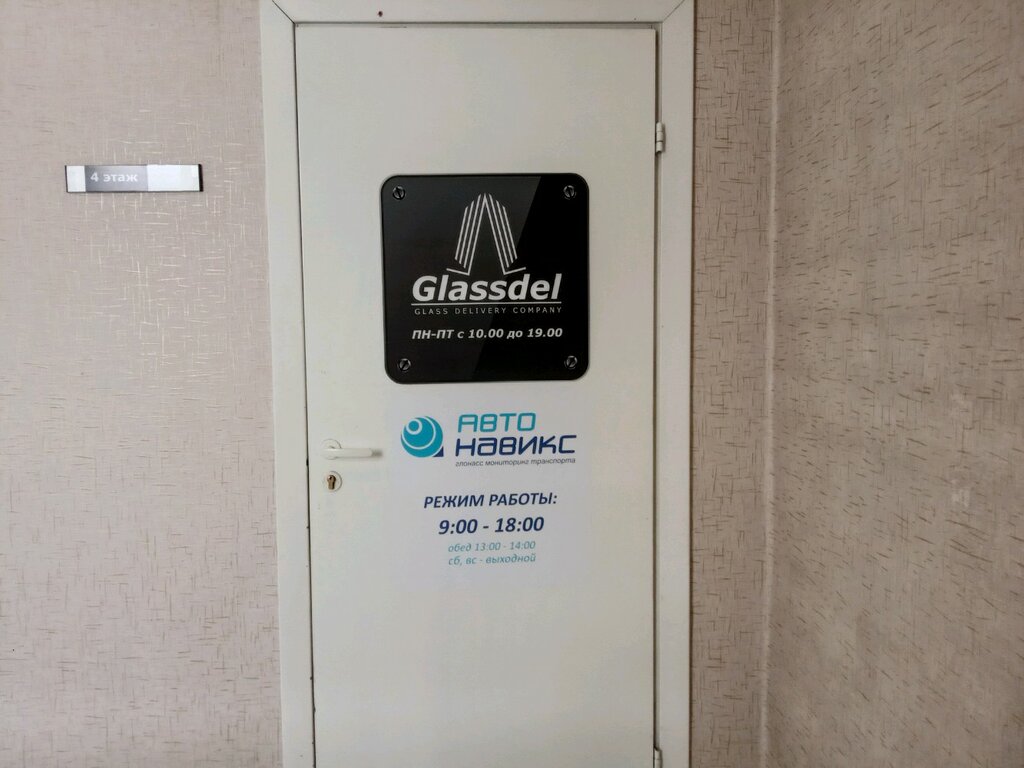 4 этаж
Glassdel
GLASS DELIVERY COMPANY
ПН-ПТ с 10.00 до 19.00
АВТО
НАВИКС
глонасс мониторинг транспорта
РЕЖИМ РАБОТЫ:
9:00 - 18:00
обед 13:00 - 14:00
сб, вс - выходной